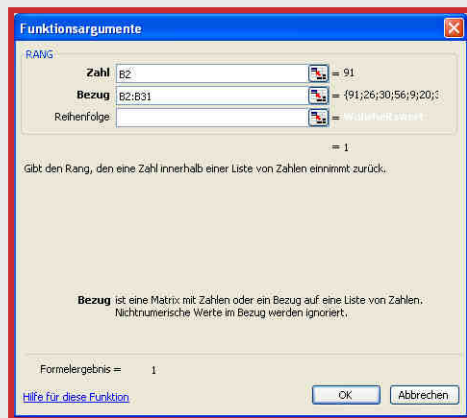 Funktionsargumente
RANG
Zahl B2 = 91
Bezug B2:B31 = {91;26;30;56;9;20;3
Reihenfolge = Wahrheitswert
= 1
Gibt den Rang, den eine Zahl innerhalb einer Liste von Zahlen einnimmt zurück.
Bezug ist eine Matrix mit Zahlen oder ein Bezug auf eine Liste von Zahlen.
Nichtnumerische Werte im Bezug werden ignoriert.
Formelergebnis = 1
Hilfe für diese Funktion OK Abbrechen